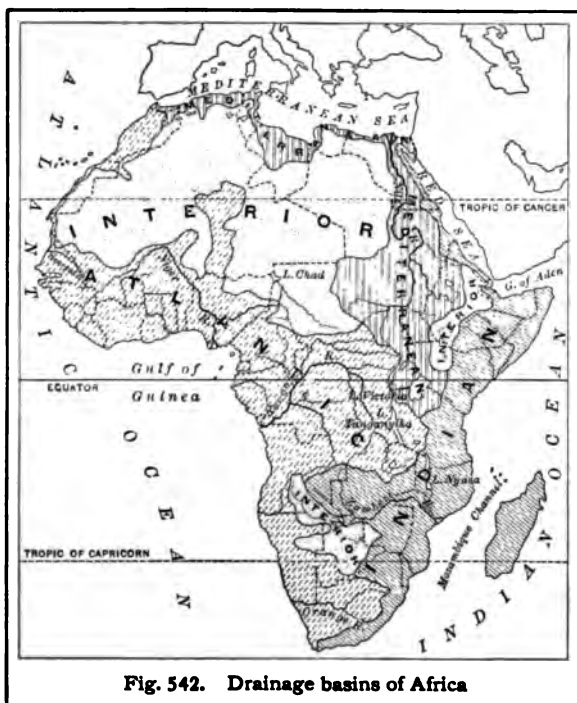 ATLANTIC
OCEAN
MEDITERRANEAN SEA
RED SEA
TROPIC OF CANCER
INTERIOR
MEDITERRANEAN
G. of Aden
INTERIOR
L. Chad
Niger
ATLANTIC
Gulf of
Guinea
EQUATOR
L. Victoria
L.
Tanganyika
L. Nyasa
INDIAN
Mozambique Channel
INTERIOR
Zambezi
TROPIC OF CAPRICORN
Orange R.
INDIAN OCEAN
Fig. 542. Drainage basins of Africa